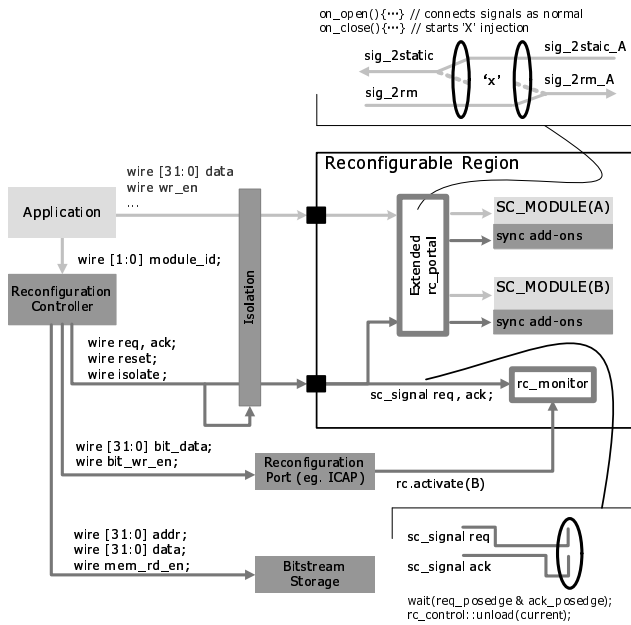 on_open(){…} // connects signals as normal
on_close(){…} // starts 'X' injection
sig_2static
sig_2staic_A
'x'
sig_2rm
sig_2rm_A
Reconfigurable Region
wire [31:0] data
wire wr_en
...
Application
SC_MODULE(A)
sync add-ons
wire [1:0] module_id;
Reconfiguration
Controller
Isolation
Extended
rc_portal
SC_MODULE(B)
sync add-ons
wire req, ack;
wire reset;
wire isolate;
sc_signal req, ack;
rc_monitor
wire [31:0] bit_data;
wire bit_wr_en;
Reconfiguration
Port (eg. ICAP)
rc.activate(B)
wire [31:0] addr;
wire [31:0] data;
wire mem_rd_en;
Bitstream
Storage
sc_signal req
sc_signal ack
wait(req_posedge & ack_posedge);
rc_control::unload(current);